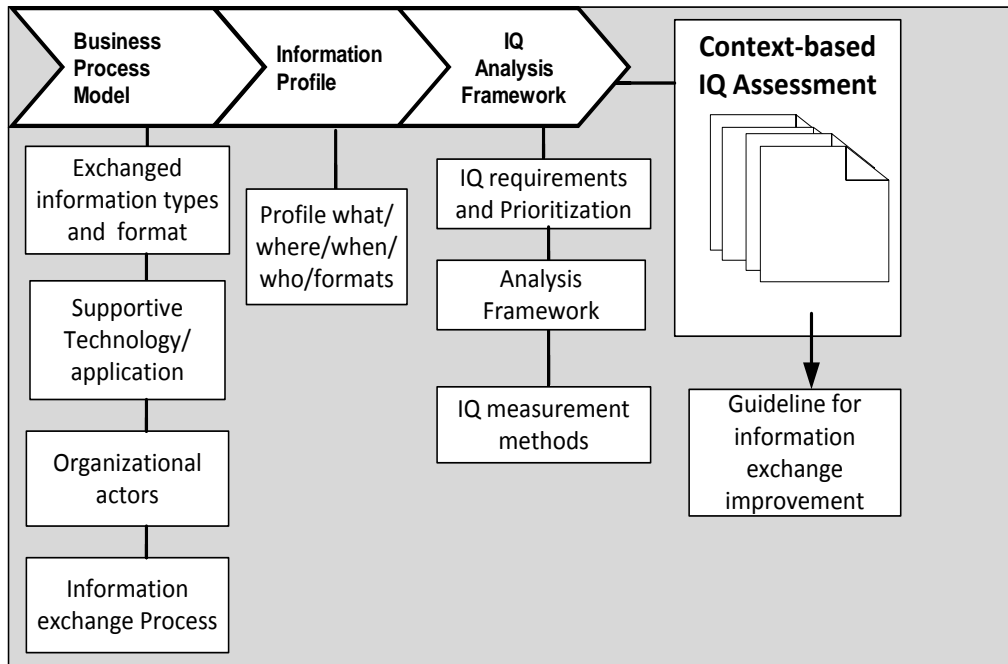 Business
Process
Model
Information
Profile
IQ
Analysis
Framework
Context-based
IQ Assessment
Exchanged
information types
and format
Supportive
Technology/
application
Organizational
actors
Information
exchange Process
Profile what/
where/when/
who/formats
IQ requirements
and Prioritization
Analysis
Framework
IQ measurement
methods
Guideline for
information
exchange
improvement